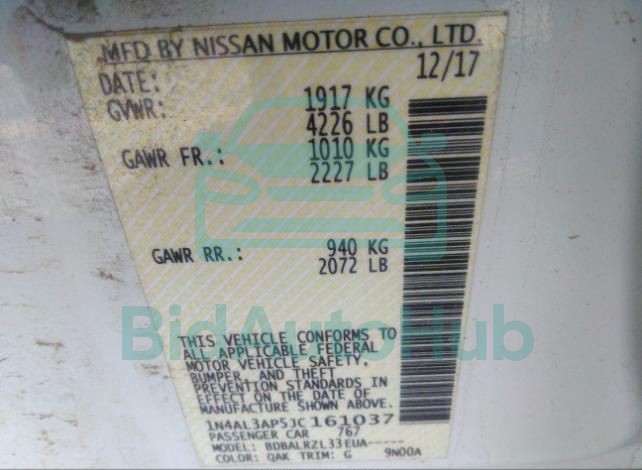 MFD BY NISSAN MOTOR CO., LTD.
DATE: 12/17
GVWR: 1917 KG
4226 LB
GAWR FR.: 1010 KG
2227 LB
GAWR RR.: 940 KG
2072 LB
BidAutoHub
THIS VEHICLE CONFORMS TO
ALL APPLICABLE FEDERAL
MOTOR VEHICLE SAFETY,
BUMPER, AND THEFT
PREVENTION STANDARDS IN
EFFECT ON THE DATE OF
MANUFACTURE SHOWN ABOVE.
1N4AL3AP5JC161037
PASSENGER CAR 767
MODEL: BDBALRZL33EUA-----
COLOR: QAK TRIM: G 9N00A